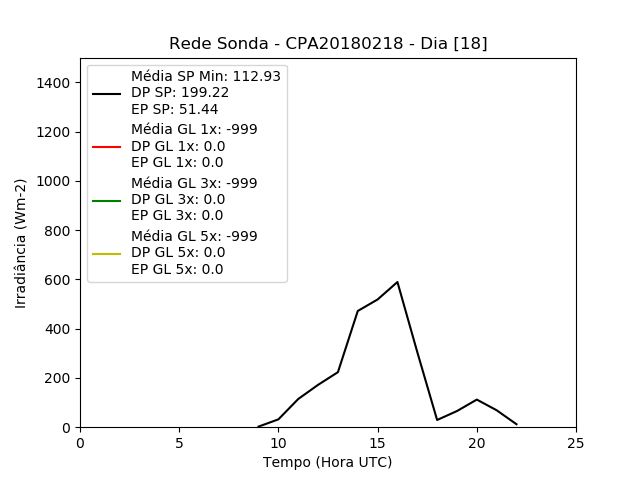 Rede Sonda - CPA20180218 - Dia [18]
Média SP Min: 112.93
DP SP: 199.22
EP SP: 51.44
Média GL 1x: -999
DP GL 1x: 0.0
EP GL 1x: 0.0
Média GL 3x: -999
DP GL 3x: 0.0
EP GL 3x: 0.0
Média GL 5x: -999
DP GL 5x: 0.0
EP GL 5x: 0.0
Irradiância (Wm-2)
1400
1200
1000
800
600
400
200
0
0 5 10 15 20 25
Tempo (Hora UTC)